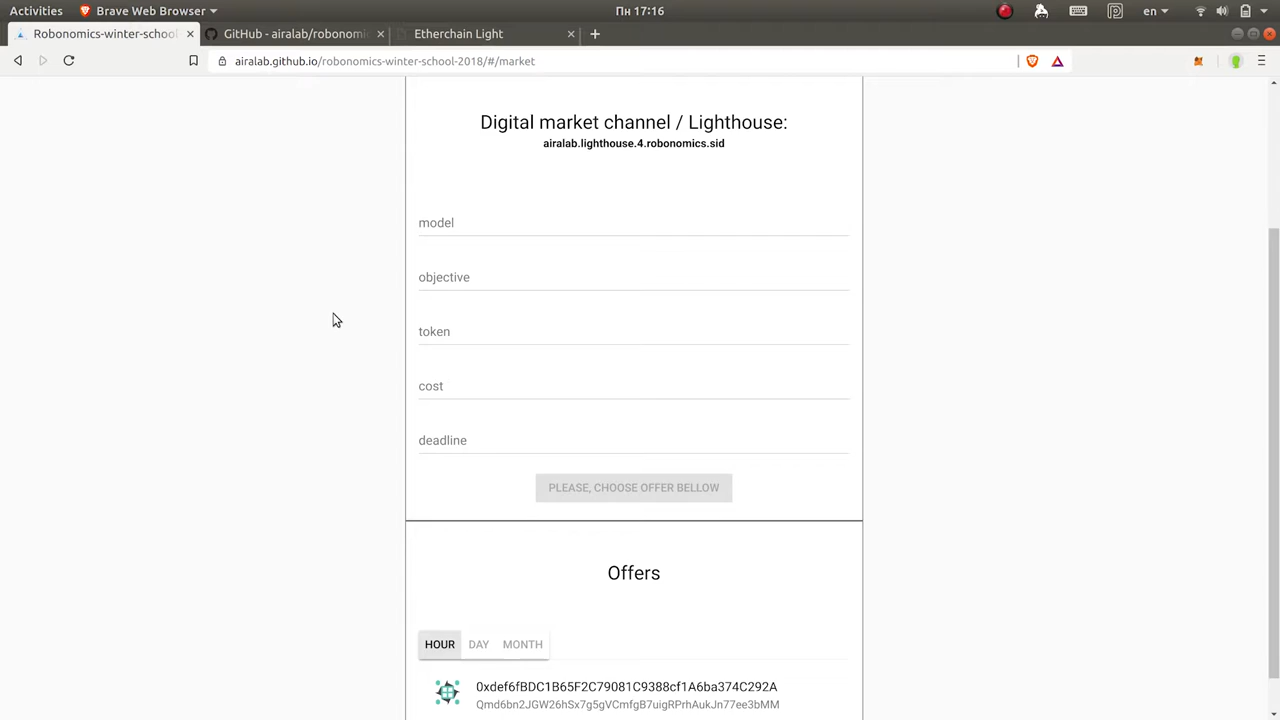 Activities Brave Web Browser Пн 17:16 en
Robonomics-winter-school GitHub - airalab/robonomi Etherchain Light
airalab.github.io/robonomics-winter-school-2018/#/market
Digital market channel / Lighthouse:
airalab.lighthouse.4.robonomics.sid
model
objective
token
cost
deadline
PLEASE, CHOOSE OFFER BELLOW
Offers
HOUR DAY MONTH
0xdef6fBDC1B65F2C79081C9388cf1A6ba374C292A
Qmd6bn2JGW26hSx7g5gVCmfgB7uigRPrhAukJn77ee3bMM